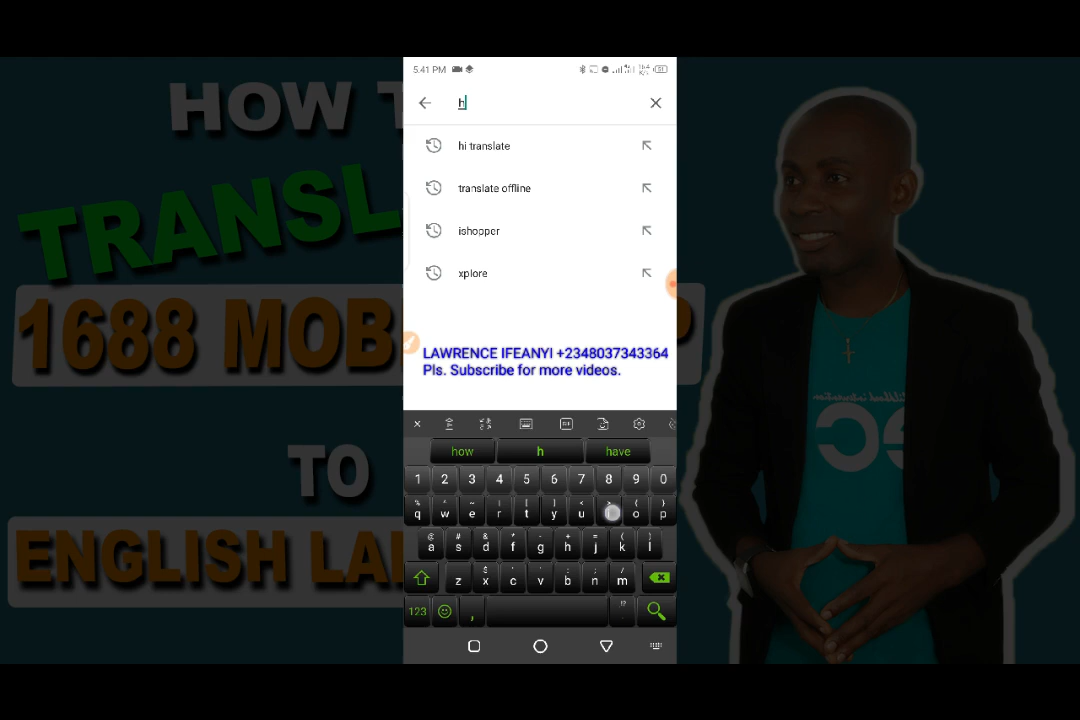 HOW T
TRANSL
1688 MOB
P
TO
ENGLISH LA
5.41 PM
h
hi translate
translate offline
ishopper
xplore
LAWRENCE IFEANYI +2348037343364
Pls. Subscribe for more videos.
how h have
1 2 3 4 5 6 7 8 9 0
q w e r t y u o p
a s d f g h j k l
z x c v b n m
123 ,